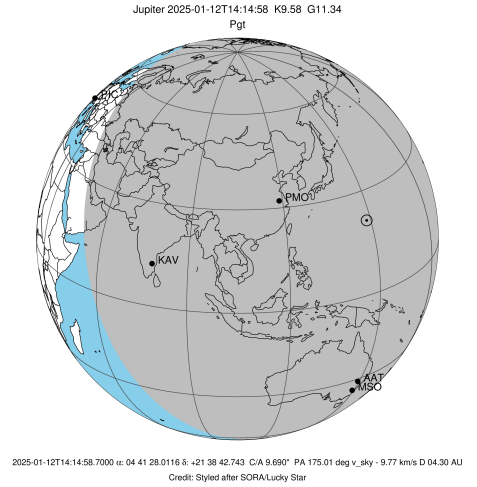 Jupiter 2025-01-12T14:14:58 K9.58 G11.34
Pgt
PIC
PMO
KAV
AAT
MSO
2025-01-12T14:14:58.7000 α: 04 41 28.0116 δ: +21 38 42.743 C/A 9.690" PA 175.01 deg v_sky - 9.77 km/s D 04.30 AU
Credit: Styled after SORA/Lucky Star